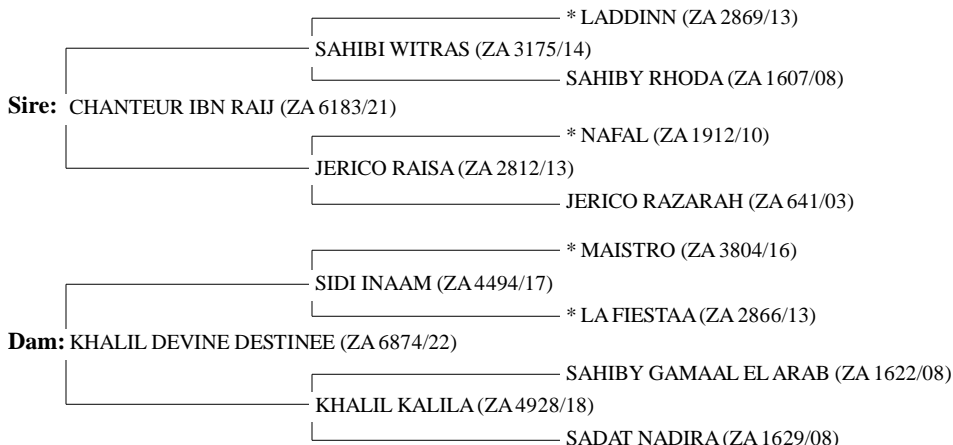 * LADDINN (ZA 2869/13)
SAHIBI WITRAS (ZA 3175/14)
SAHIBY RHODA (ZA 1607/08)
Sire: CHANTEUR IBN RAIJ (ZA 6183/21)
* NAFAL (ZA 1912/10)
JERICO RAISA (ZA 2812/13)
JERICO RAZARAH (ZA 641/03)
* MAISTRO (ZA 3804/16)
SIDI INAAM (ZA 4494/17)
* LA FIESTAA (ZA 2866/13)
Dam: KHALIL DEVINE DESTINEE (ZA 6874/22)
SAHIBY GAMAAL EL ARAB (ZA 1622/08)
KHALIL KALILA (ZA 4928/18)
SADAT NADIRA (ZA 1629/08)